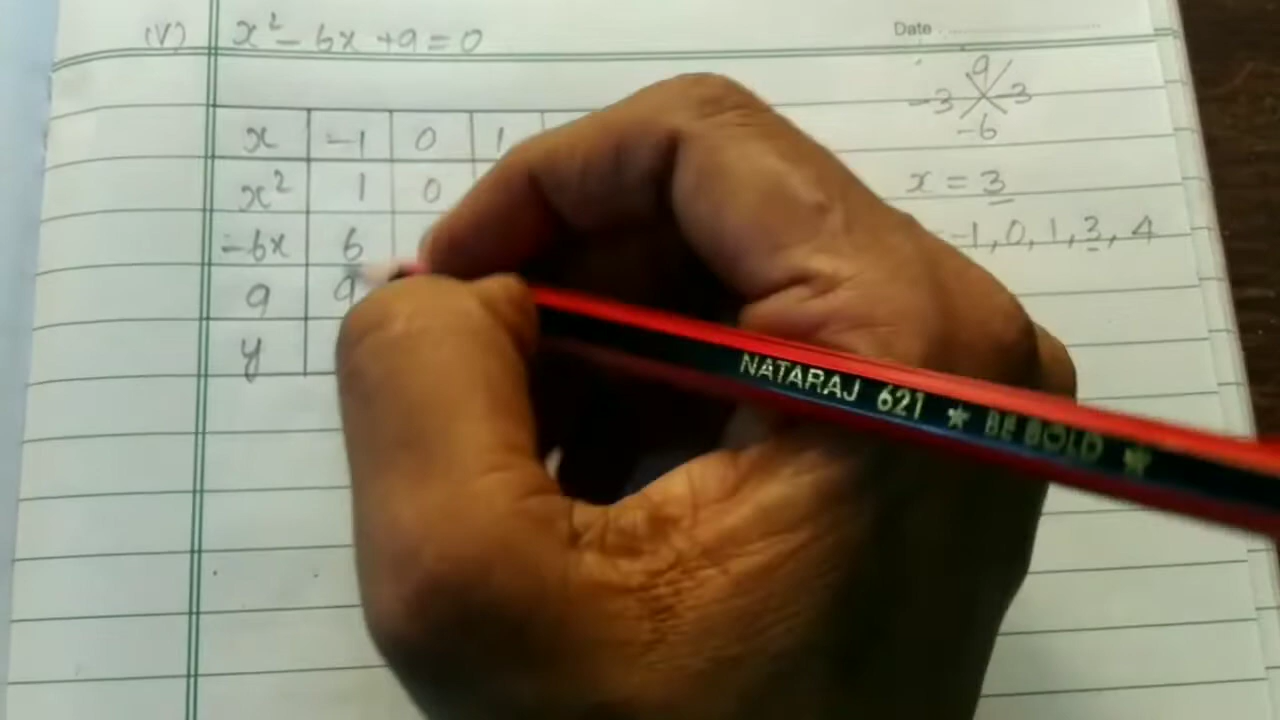 (V) x² - 6x + 9 = 0
Date
9
-3 3
-6
x -1 0 1
x² 1 0
-6x 6
9 9
y
x = 3
-1, 0, 1, 3, 4
NATARAJ 621 ★ BE BOLD ★